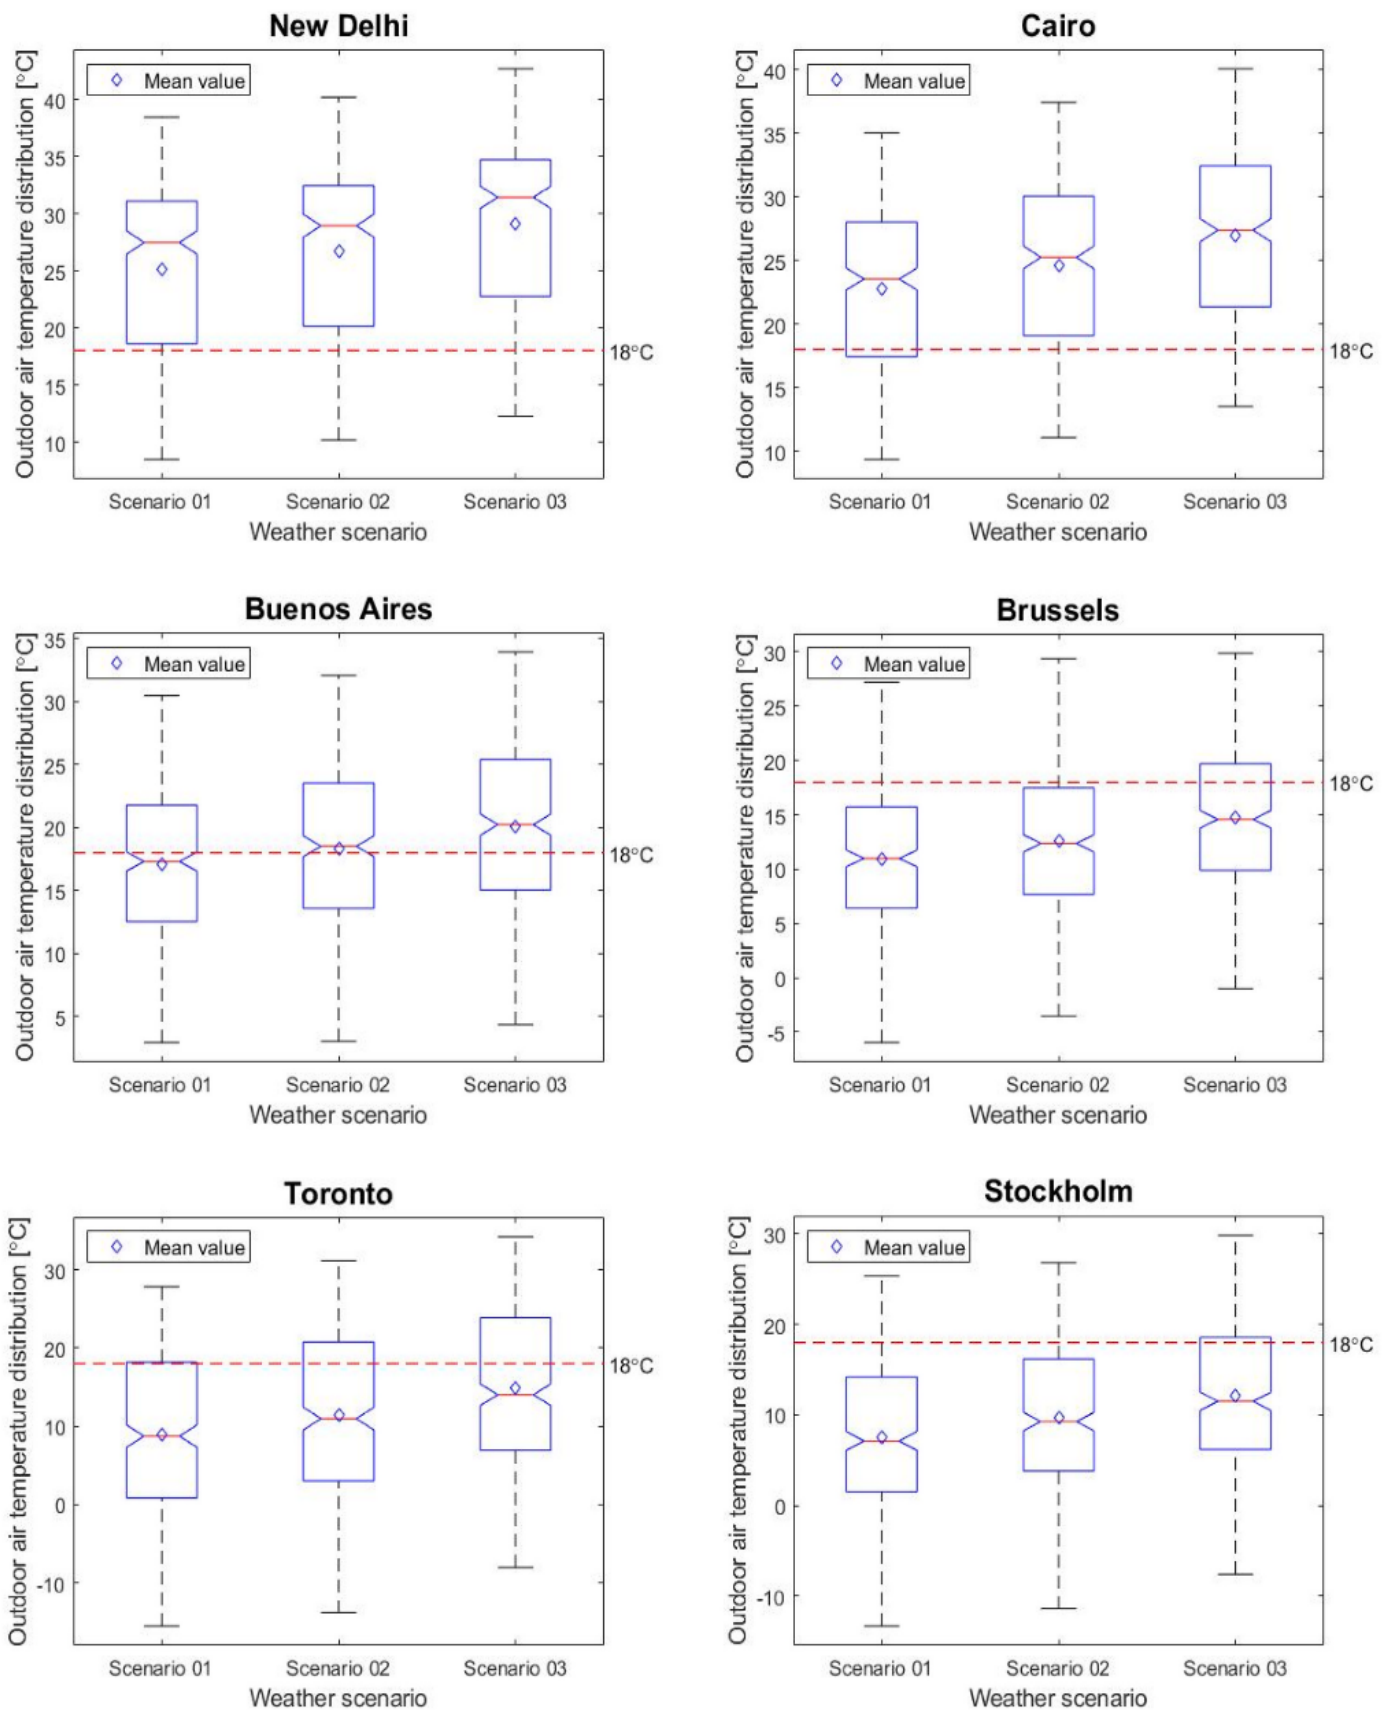 New Delhi
Outdoor air temperature distribution [°C]
Mean value
40
35
30
25
20
15
10
18°C
Scenario 01 Scenario 02 Scenario 03
Weather scenario
Cairo
Outdoor air temperature distribution [°C]
Mean value
40
35
30
25
20
15
10
18°C
Scenario 01 Scenario 02 Scenario 03
Weather scenario
Buenos Aires
Outdoor air temperature distribution [°C]
Mean value
35
30
25
20
15
10
5
18°C
Scenario 01 Scenario 02 Scenario 03
Weather scenario
Brussels
Outdoor air temperature distribution [°C]
Mean value
30
25
20
15
10
5
0
-5
18°C
Scenario 01 Scenario 02 Scenario 03
Weather scenario
Toronto
Outdoor air temperature distribution [°C]
Mean value
30
20
10
0
-10
18°C
Scenario 01 Scenario 02 Scenario 03
Weather scenario
Stockholm
Outdoor air temperature distribution [°C]
Mean value
30
20
10
0
-10
18°C
Scenario 01 Scenario 02 Scenario 03
Weather scenario